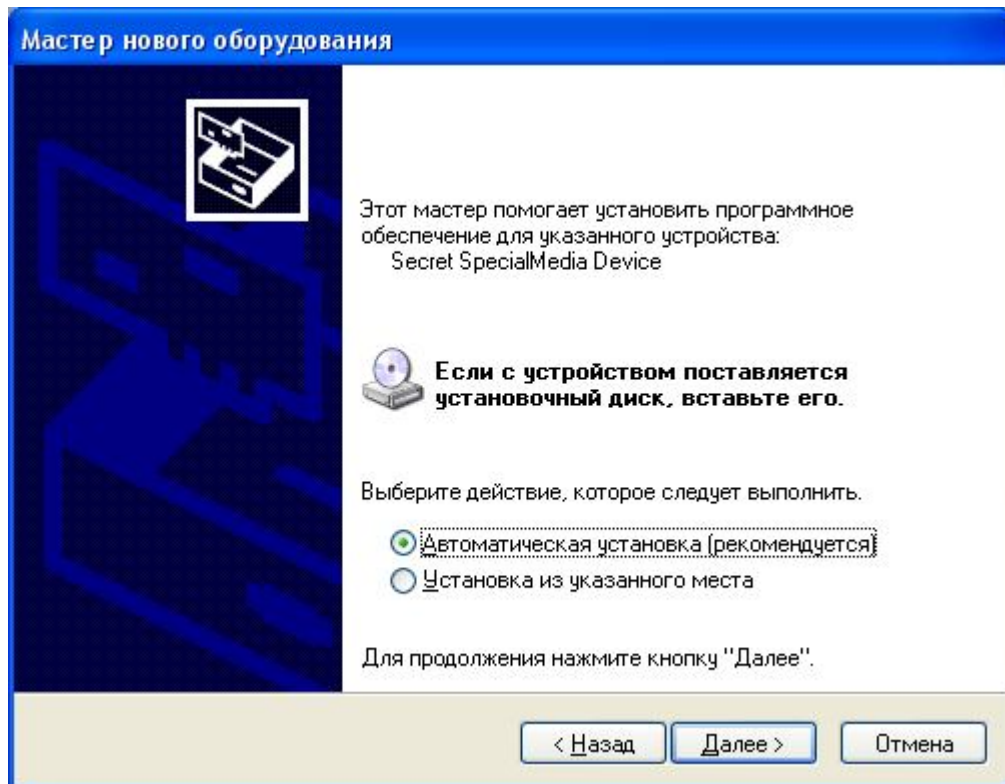 Мастер нового оборудования
Этот мастер помогает установить программное
обеспечение для указанного устройства:
Secret SpecialMedia Device
Если с устройством поставляется
установочный диск, вставьте его.
Выберите действие, которое следует выполнить.
Автоматическая установка (рекомендуется)
Установка из указанного места
Для продолжения нажмите кнопку "Далее".
< Назад
Далее >
Отмена